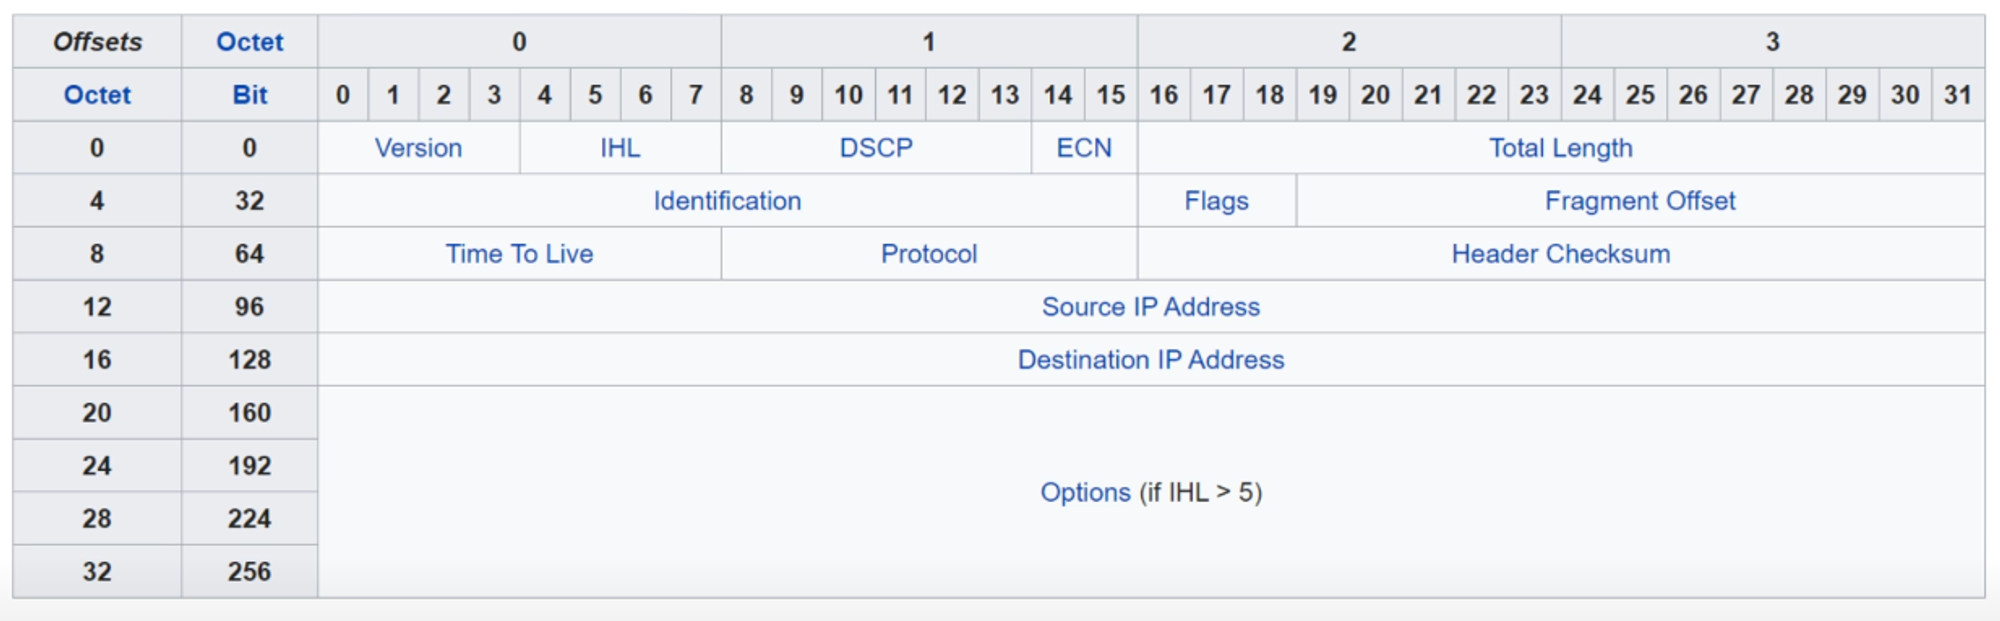 Offsets Octet 0 1 2 3
Octet Bit 0 1 2 3 4 5 6 7 8 9 10 11 12 13 14 15 16 17 18 19 20 21 22 23 24 25 26 27 28 29 30 31
0 0 Version IHL DSCP ECN Total Length
4 32 Identification Flags Fragment Offset
8 64 Time To Live Protocol Header Checksum
12 96 Source IP Address
16 128 Destination IP Address
20 160
24 192
Options (if IHL > 5)
28 224
32 256